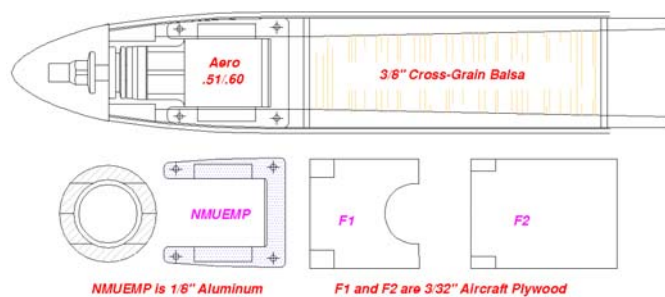 Aero
.51/.60
3/8" Cross-Grain Balsa
NMUEMP
F1
F2
NMUEMP is 1/8" Aluminum
F1 and F2 are 3/32" Aircraft Plywood